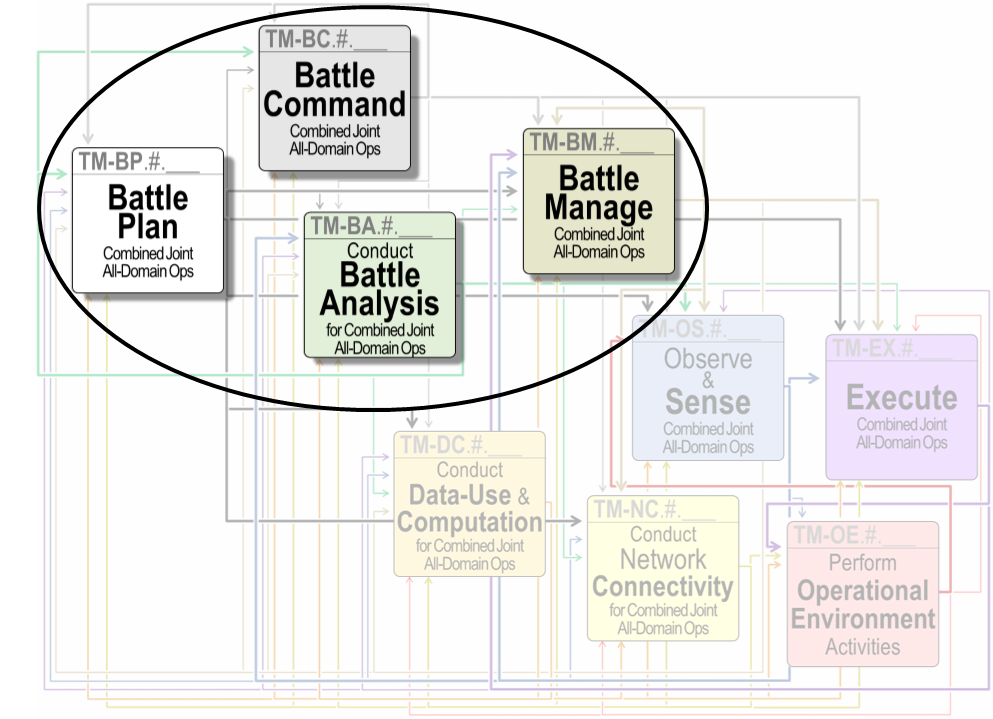 TM-BC.#.___
Battle
Command
Combined Joint
All-Domain Ops
TM-BP.#.___
Battle
Plan
Combined Joint
All-Domain Ops
TM-BM.#.___
Battle
Manage
Combined Joint
All-Domain Ops
TM-BA.#.___
Conduct
Battle
Analysis
for Combined Joint
All-Domain Ops
TM-OS.#.___
Observe
&
Sense
Combined Joint
All-Domain Ops
TM-EX.#.___
Execute
Combined Joint
All-Domain Ops
TM-DC.#.___
Conduct
Data-Use &
Computation
for Combined Joint
All-Domain Ops
TM-NC.#.___
Conduct
Network
Connectivity
for Combined Joint
All-Domain Ops
TM-OE.#.___
Perform
Operational
Environment
Activities